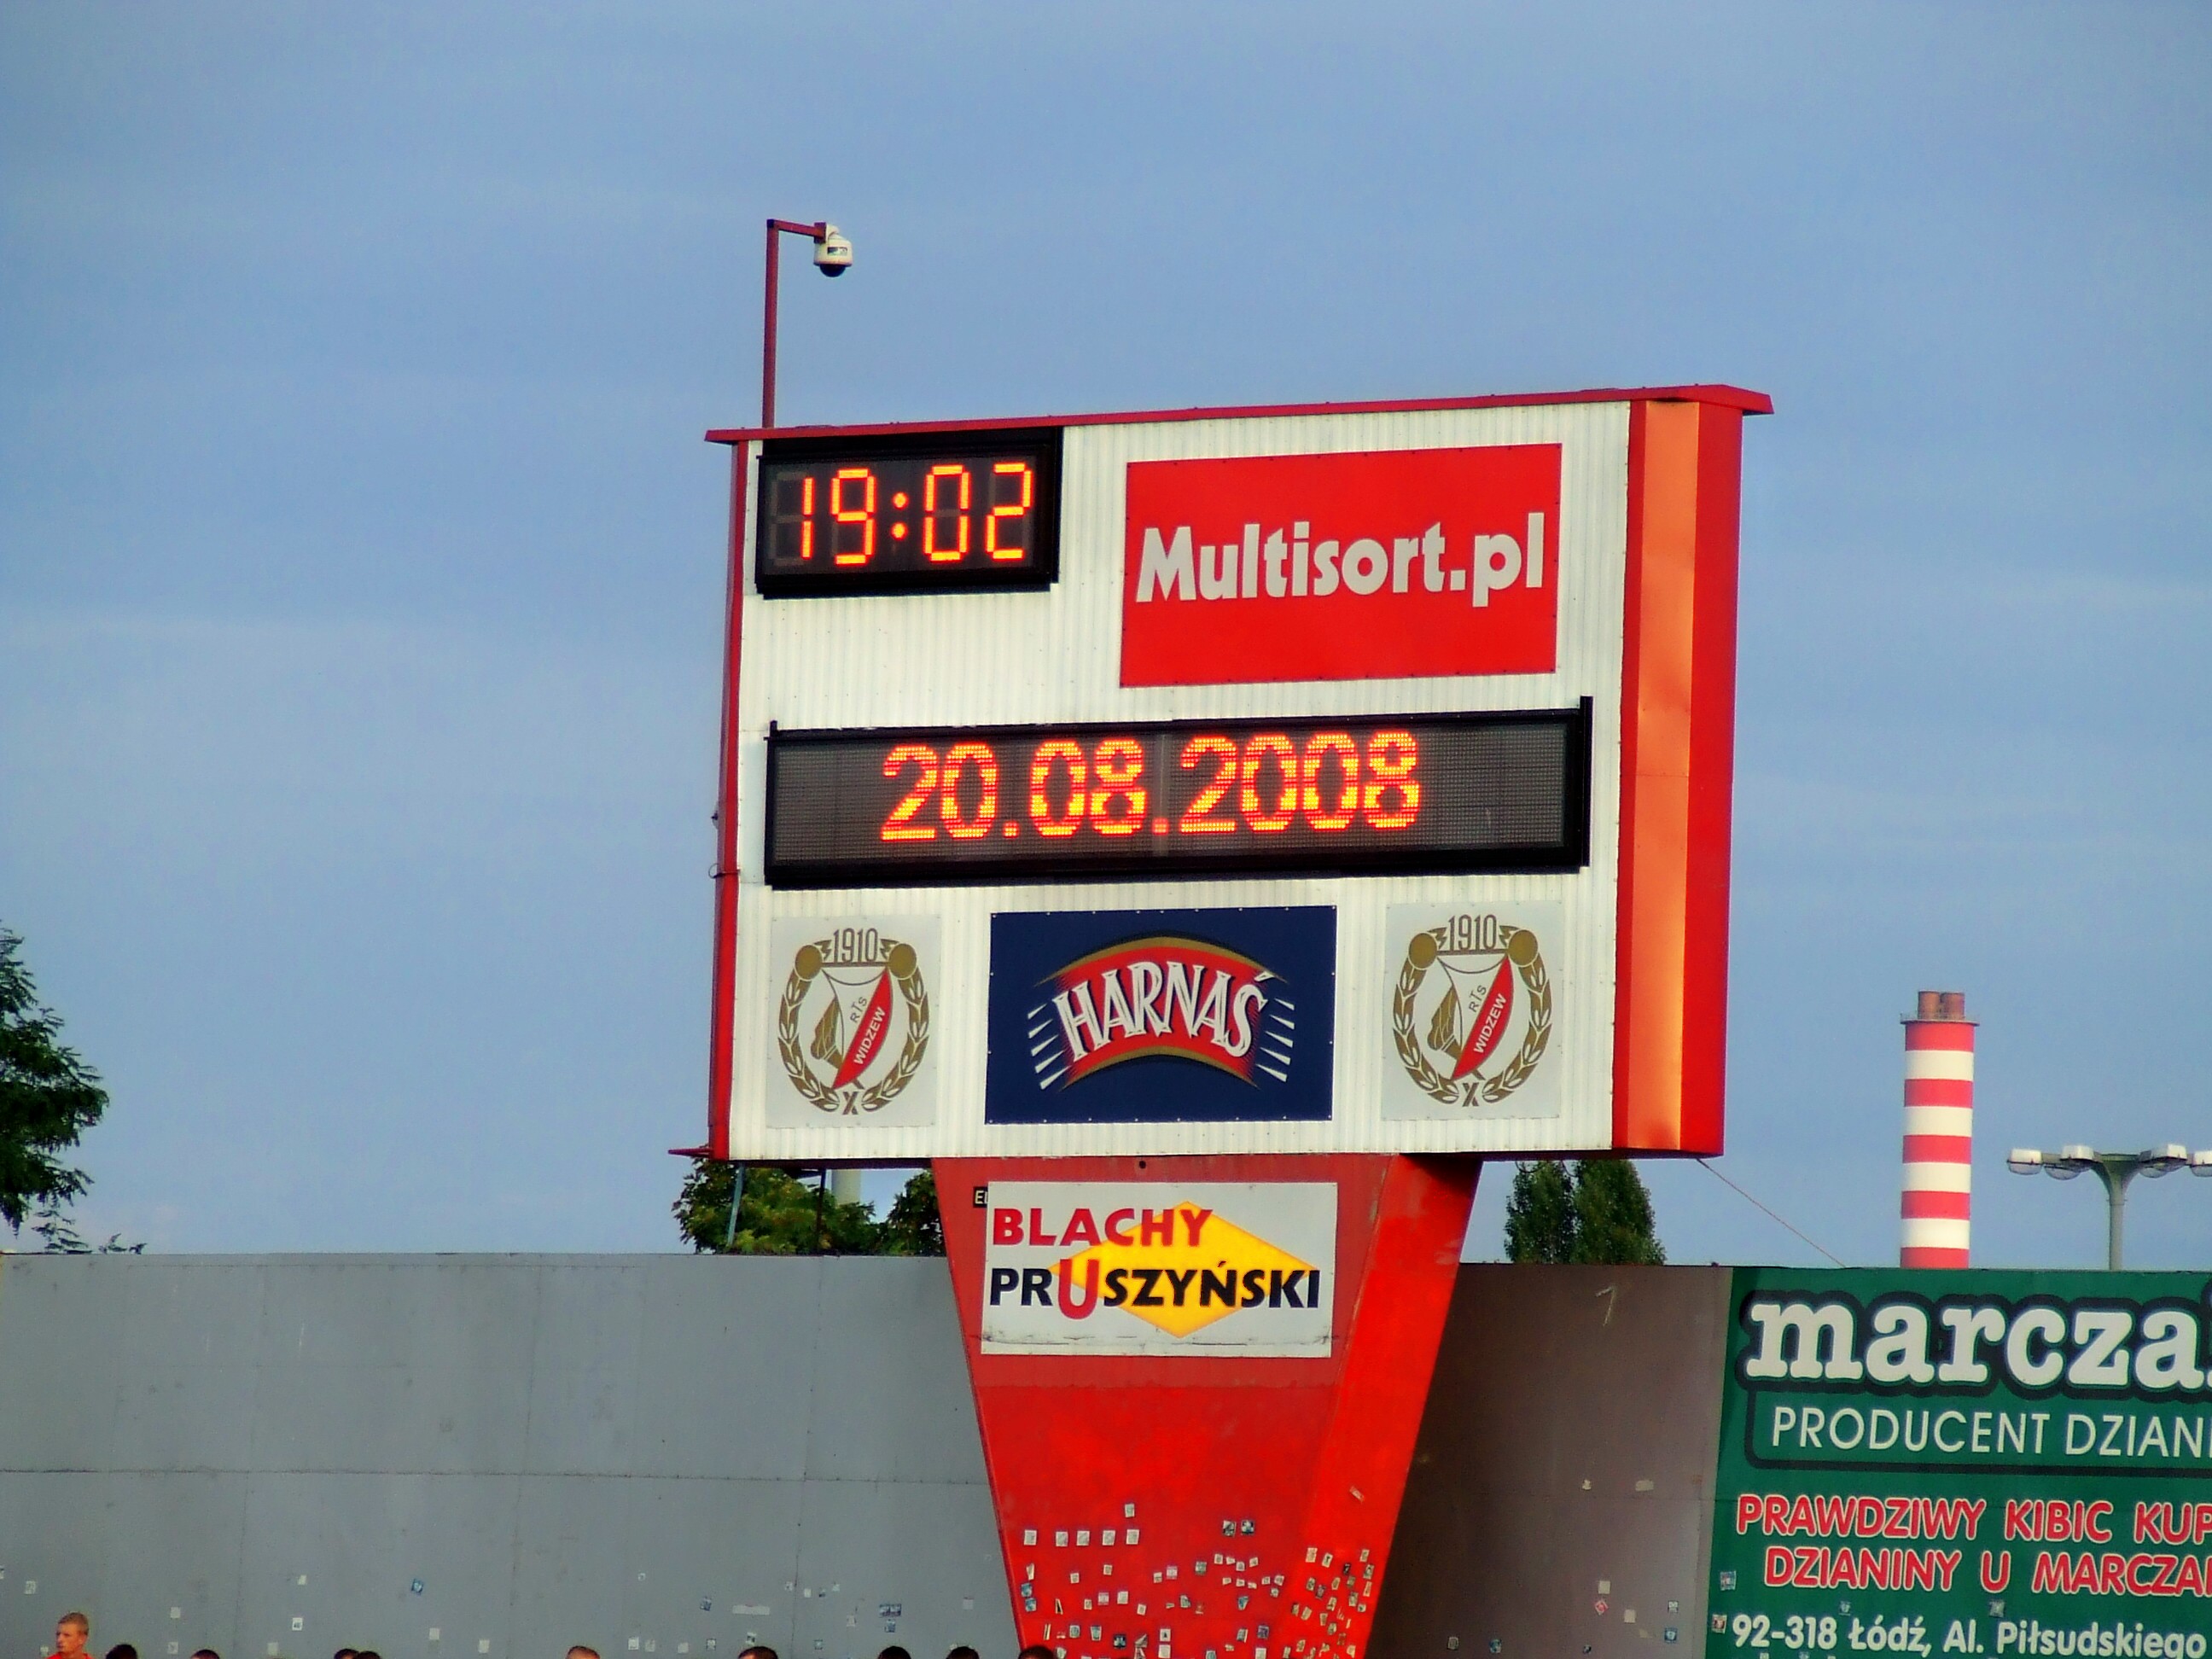 19:02
Multisort.pl
20.08.2008
1910
RTS
WIDZEW
HARNAŚ
1910
RTS
WIDZEW
BLACHY
PRUSZYŃSKI
PRODUCENT
PRAWDZIWY KIBIC
DZIANINY U
92-318 Łódź, Al. Piłsudskiego